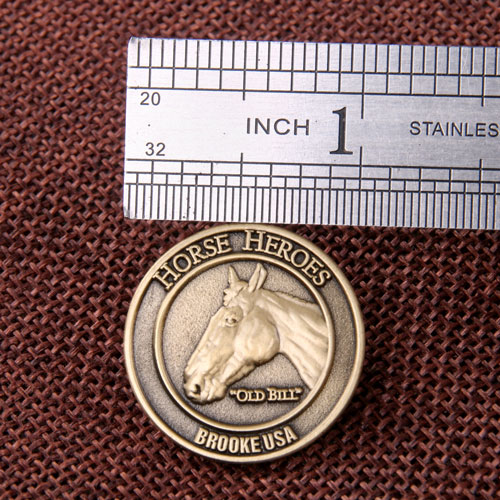 20
INCH 1 STAINLES
32
HORSE HEROES
"OLD BILL"
BROOKE USA